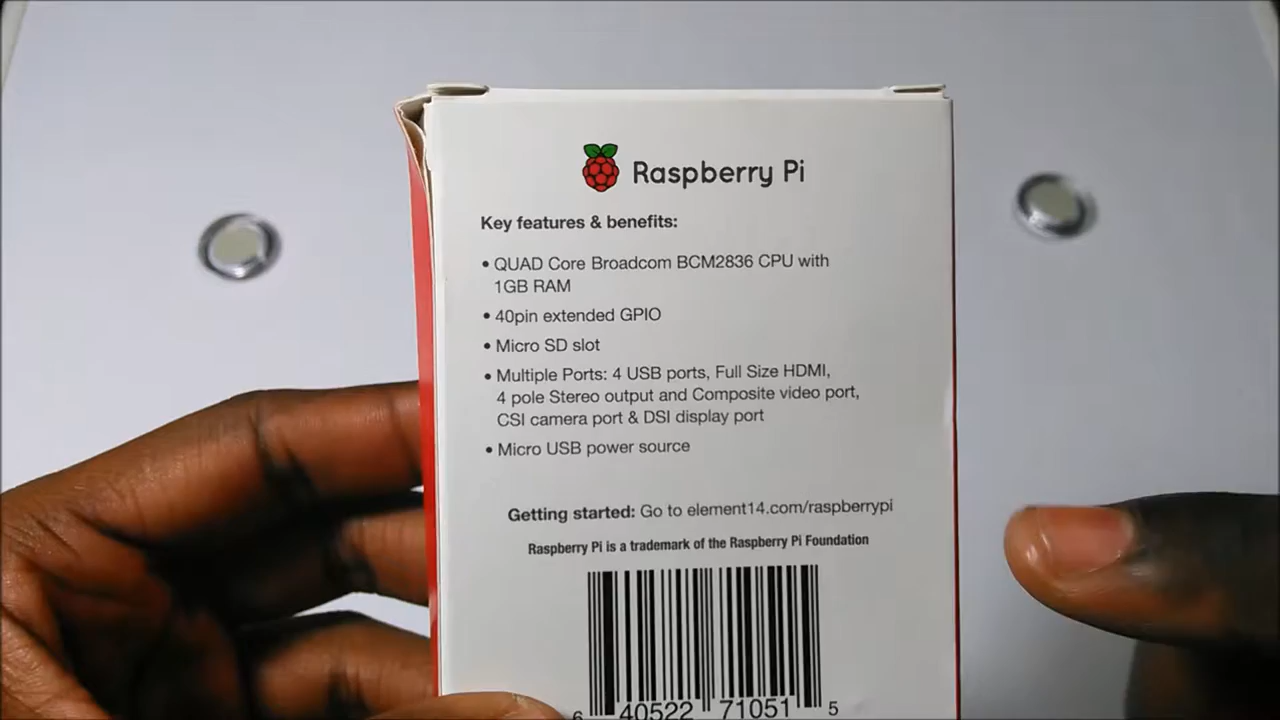 Raspberry Pi
Key features & benefits:
• QUAD Core Broadcom BCM2836 CPU with
1GB RAM
• 40pin extended GPIO
• Micro SD slot
• Multiple Ports: 4 USB ports, Full Size HDMI,
4 pole Stereo output and Composite video port,
CSI camera port & DSI display port
• Micro USB power source
Getting started: Go to element14.com/raspberrypi
Raspberry Pi is a trademark of the Raspberry Pi Foundation
6 40522 71051 5